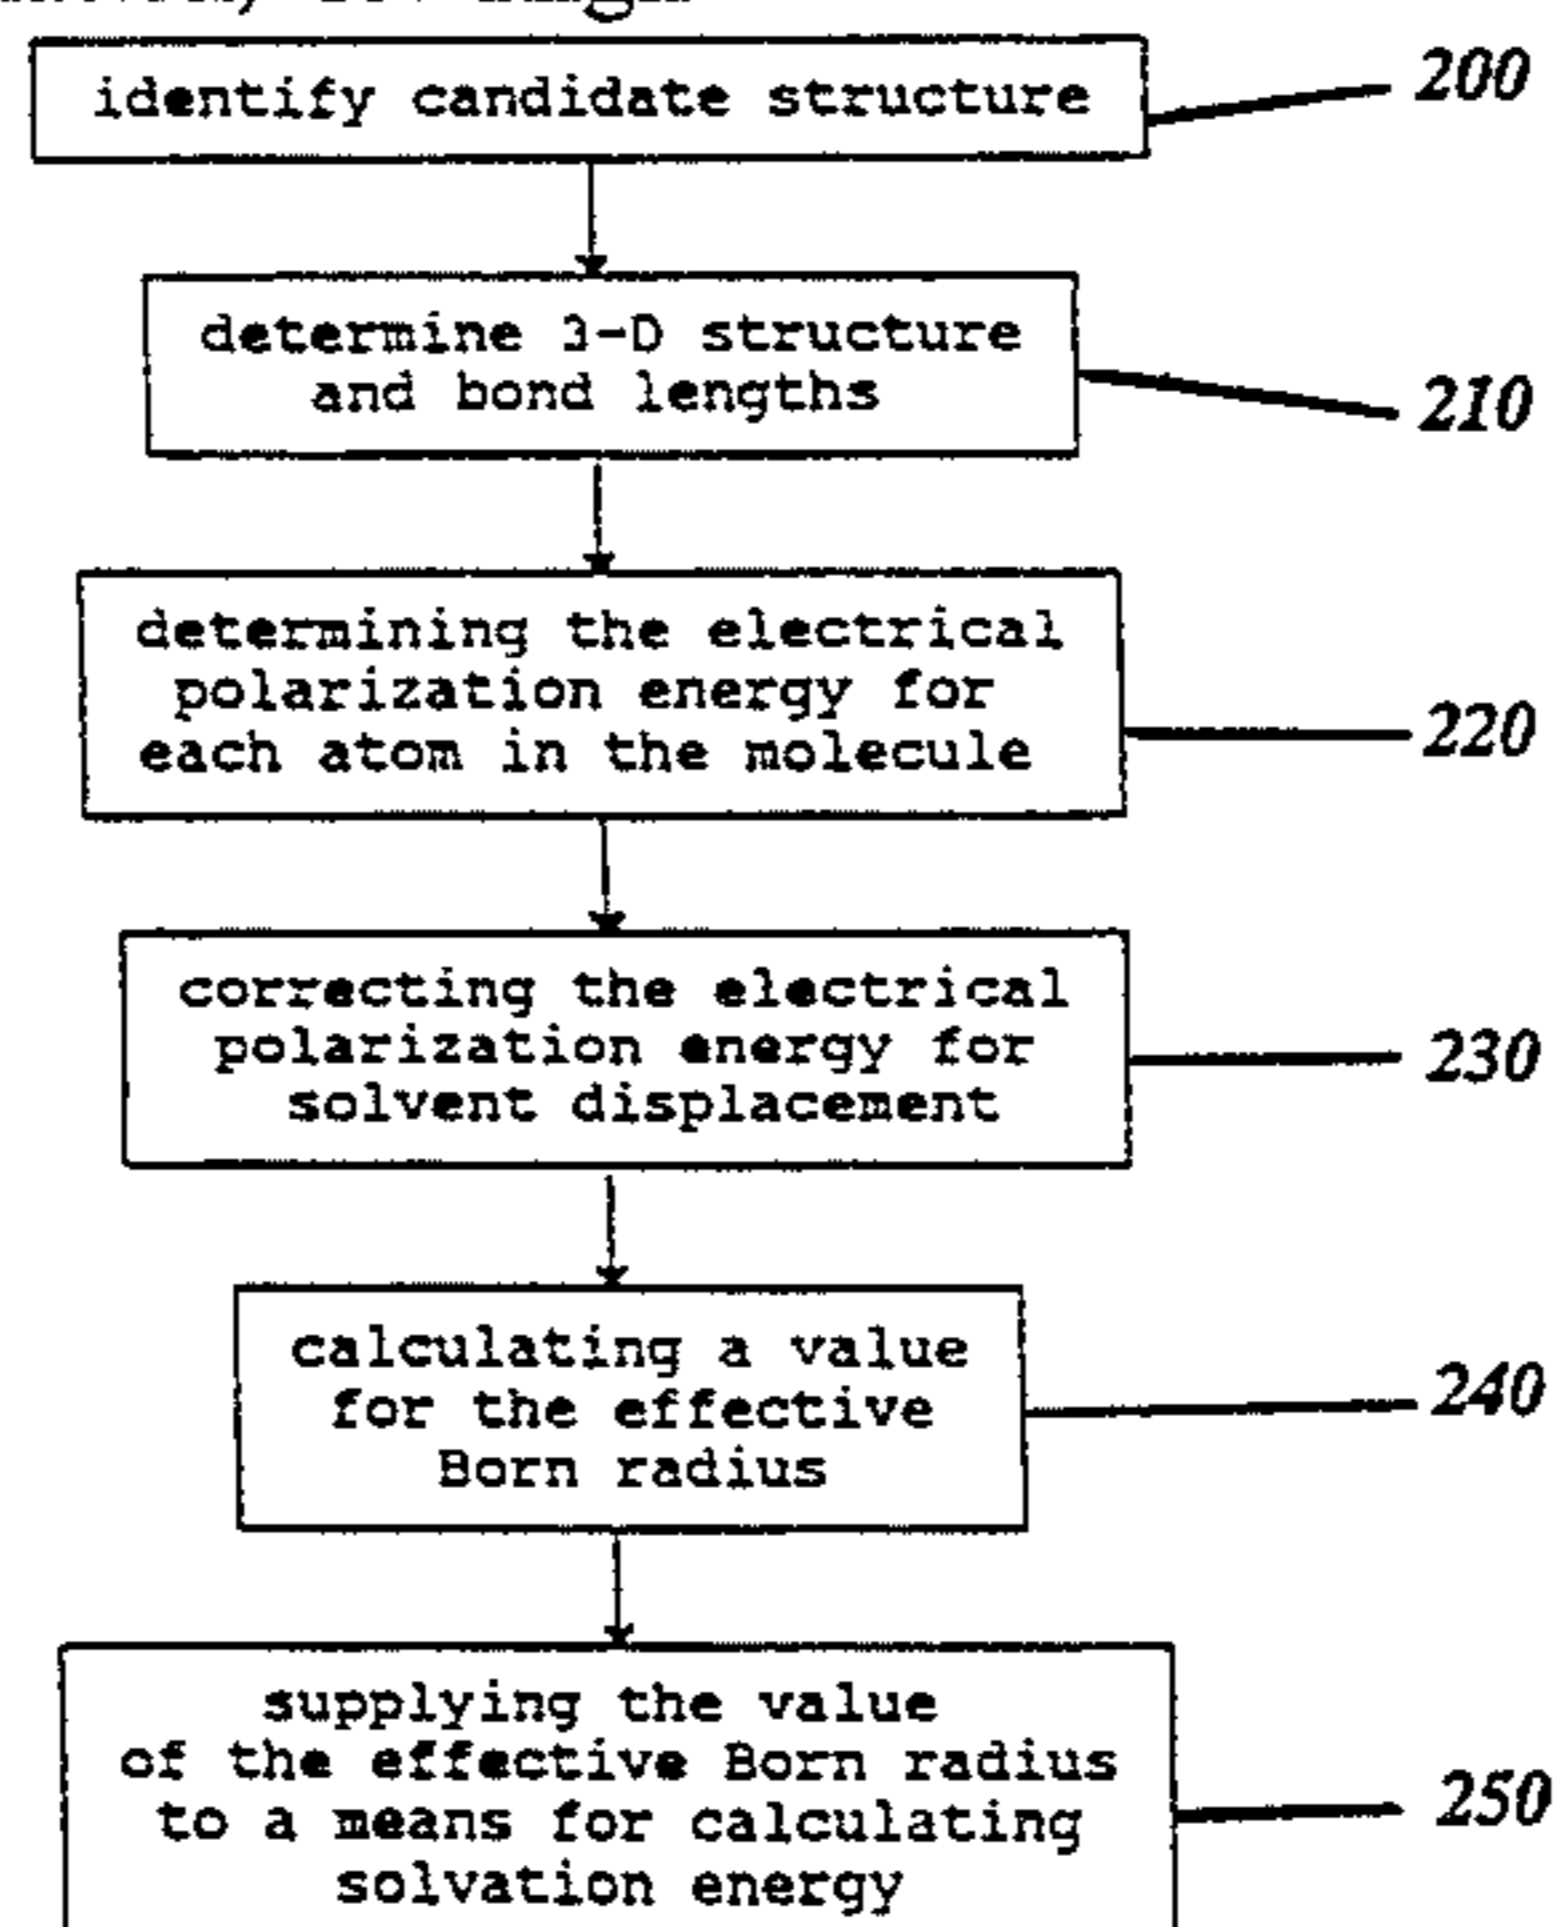 identify candidate structure
200
determine 3-D structure
and bond lengths
210
determining the electrical
polarization energy for
each atom in the molecule
220
correcting the electrical
polarization energy for
solvent displacement
230
calculating a value
for the effective
Born radius
240
supplying the value
of the effective Born radius
to a means for calculating
solvation energy
250